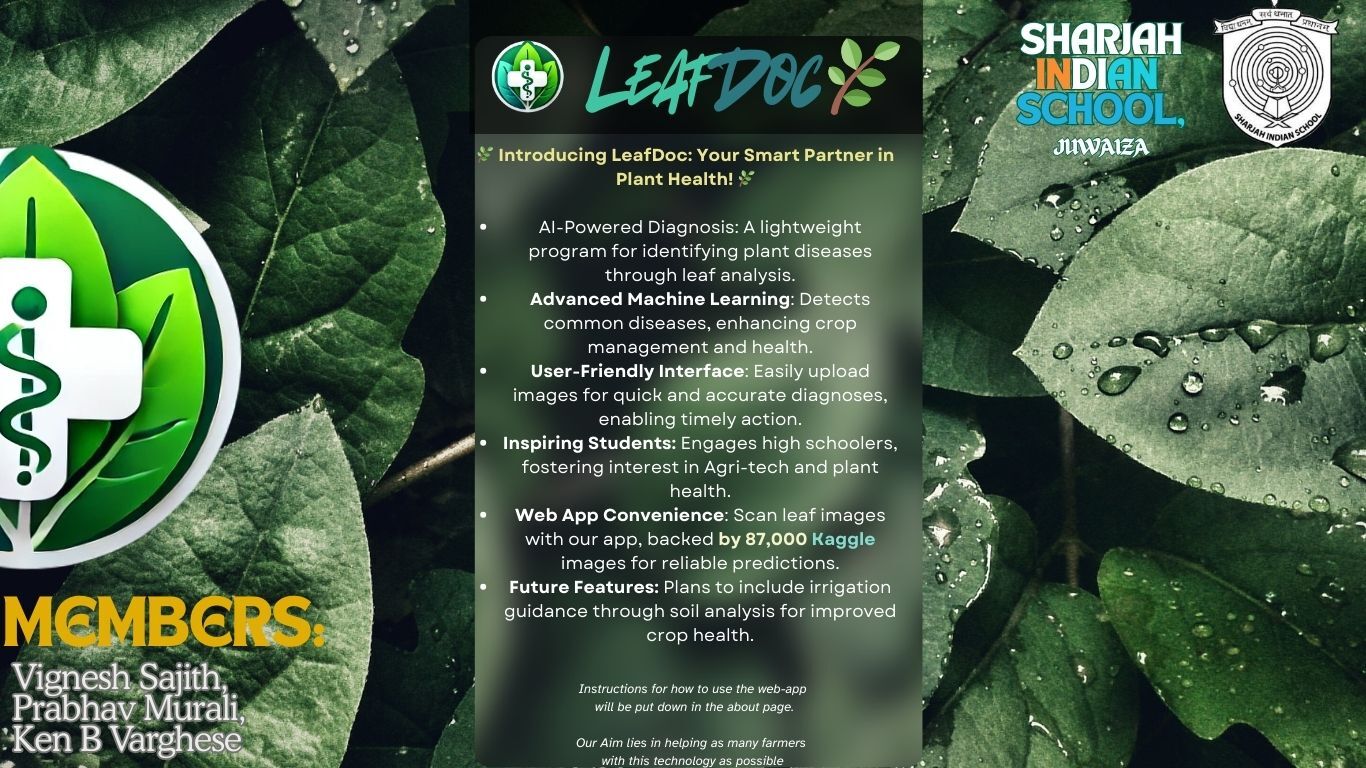 LEAFDOC
SHARJAH
INDIAN
SCHOOL,
JUWAIZA
विद्या धनम् सर्व धनात् प्रधानम्
SHARJAH INDIAN SCHOOL
🌿 Introducing LeafDoc: Your Smart Partner in
Plant Health! 🌿
• AI-Powered Diagnosis: A lightweight
program for identifying plant diseases
through leaf analysis.
• Advanced Machine Learning: Detects
common diseases, enhancing crop
management and health.
• User-Friendly Interface: Easily upload
images for quick and accurate diagnoses,
enabling timely action.
• Inspiring Students: Engages high schoolers,
fostering interest in Agri-tech and plant
health.
• Web App Convenience: Scan leaf images
with our app, backed by 87,000 Kaggle
images for reliable predictions.
• Future Features: Plans to include irrigation
guidance through soil analysis for improved
crop health.
Instructions for how to use the web-app
will be put down in the about page.
Our Aim lies in helping as many farmers
with this technology as possible
MEMBERS:
Vignesh Sajith,
Prabhav Murali,
Ken B Varghese